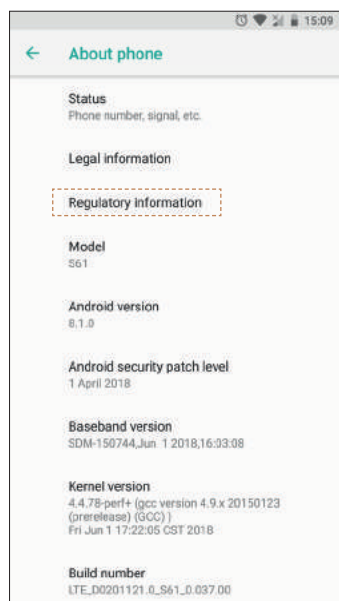 15:09
About phone
Status
Phone number, signal, etc.
Legal information
Regulatory information
Model
S61
Android version
8.1.0
Android security patch level
1 April 2018
Baseband version
SDM-150744,Jun 1 2018,16:03:08
Kernel version
4.4.78-perf+ (gcc version 4.9.x 20150123
(prerelease) (GCC) )
Fri Jun 1 17:22:05 CST 2018
Build number
LTE_D0201121.0_S61_0.037.00